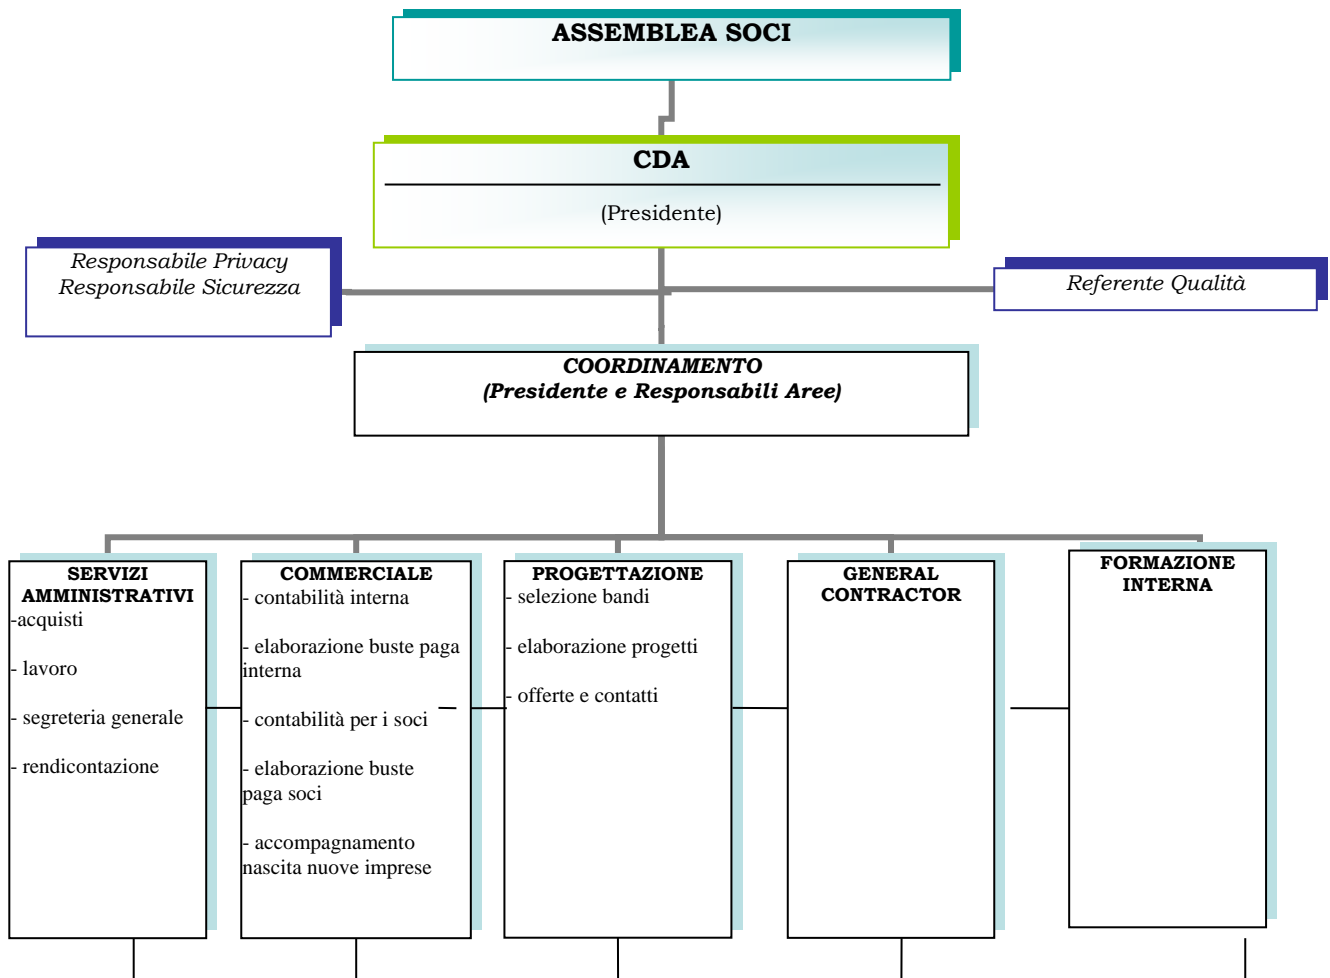 ASSEMBLEA SOCI
CDA
(Presidente)
Responsabile Privacy
Responsabile Sicurezza
Referente Qualità
COORDINAMENTO
(Presidente e Responsabili Aree)
SERVIZI
AMMINISTRATIVI
-acquisti
- lavoro
- segreteria generale
- rendicontazione
COMMERCIALE
- contabilità interna
- elaborazione buste paga
interna
- contabilità per i soci
- elaborazione buste
paga soci
- accompagnamento
nascita nuove imprese
PROGETTAZIONE
- selezione bandi
- elaborazione progetti
- offerte e contatti
GENERAL
CONTRACTOR
FORMAZIONE
INTERNA